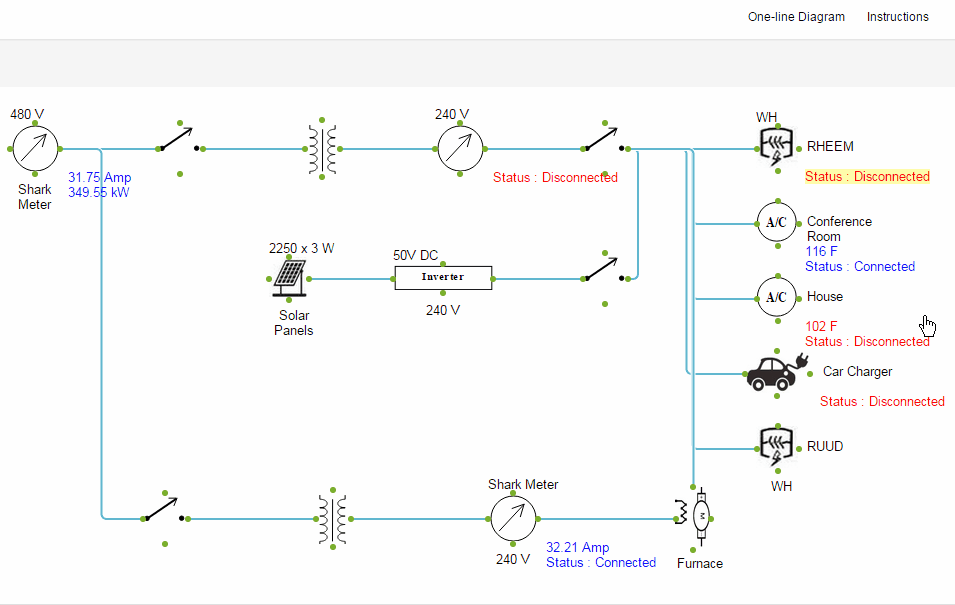 One-line Diagram
Instructions
480 V
Shark
Meter
31.75 Amp
349.55 kW
240 V
Status : Disconnected
WH
RHEEM
Status : Disconnected
2250 x 3 W
Solar
Panels
50V DC
Inverter
240 V
A/C
Conference
Room
116 F
Status : Connected
A/C
House
102 F
Status : Disconnected
Car Charger
Status : Disconnected
RUUD
WH
Shark Meter
240 V
32.21 Amp
Status : Connected
M
Furnace